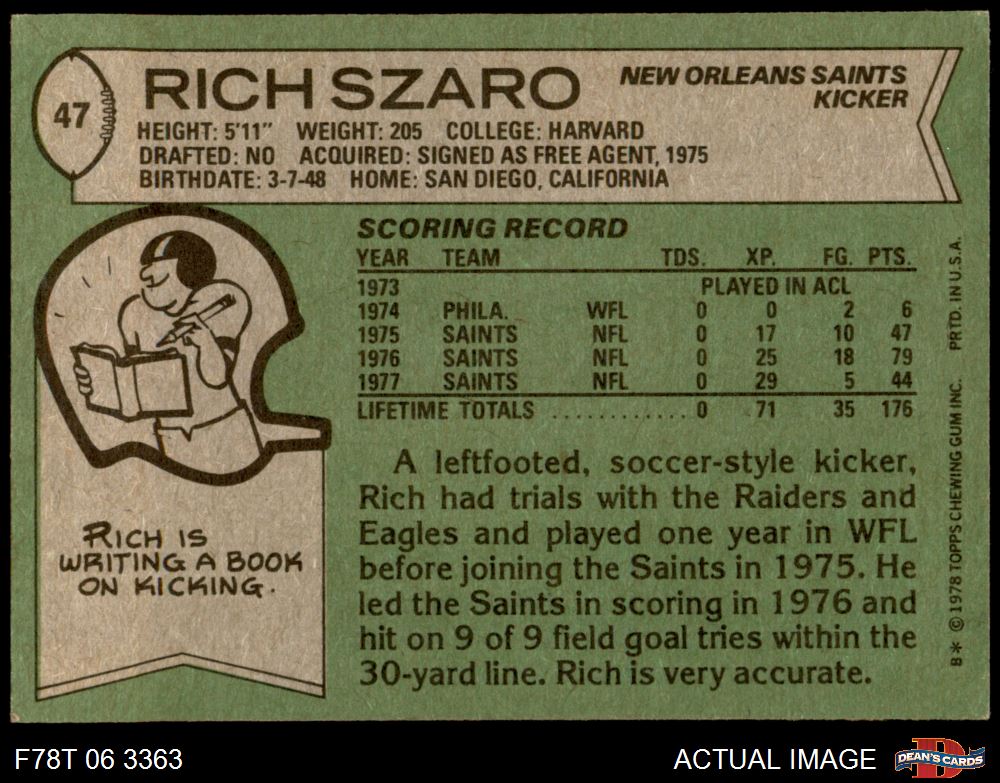 47
RICH SZARO
NEW ORLEANS SAINTS
KICKER
HEIGHT: 5'11" WEIGHT: 205 COLLEGE: HARVARD
DRAFTED: NO ACQUIRED: SIGNED AS FREE AGENT, 1975
BIRTHDATE: 3-7-48 HOME: SAN DIEGO, CALIFORNIA
SCORING RECORD
YEAR TEAM TDS. XP. FG. PTS.
1973 PLAYED IN ACL
1974 PHILA. WFL 0 0 2 6
1975 SAINTS NFL 0 17 10 47
1976 SAINTS NFL 0 25 18 79
1977 SAINTS NFL 0 29 5 44
LIFETIME TOTALS ............ 0 71 35 176
A leftfooted, soccer-style kicker,
Rich had trials with the Raiders and
Eagles and played one year in WFL
before joining the Saints in 1975. He
led the Saints in scoring in 1976 and
hit on 9 of 9 field goal tries within the
30-yard line. Rich is very accurate.
RICH IS
WRITING A BOOK
ON KICKING.
B* © 1978 TOPPS CHEWING GUM INC. PRTD. IN U.S.A.
F78T 06 3363
ACTUAL IMAGE
D
DEAN'S CARDS